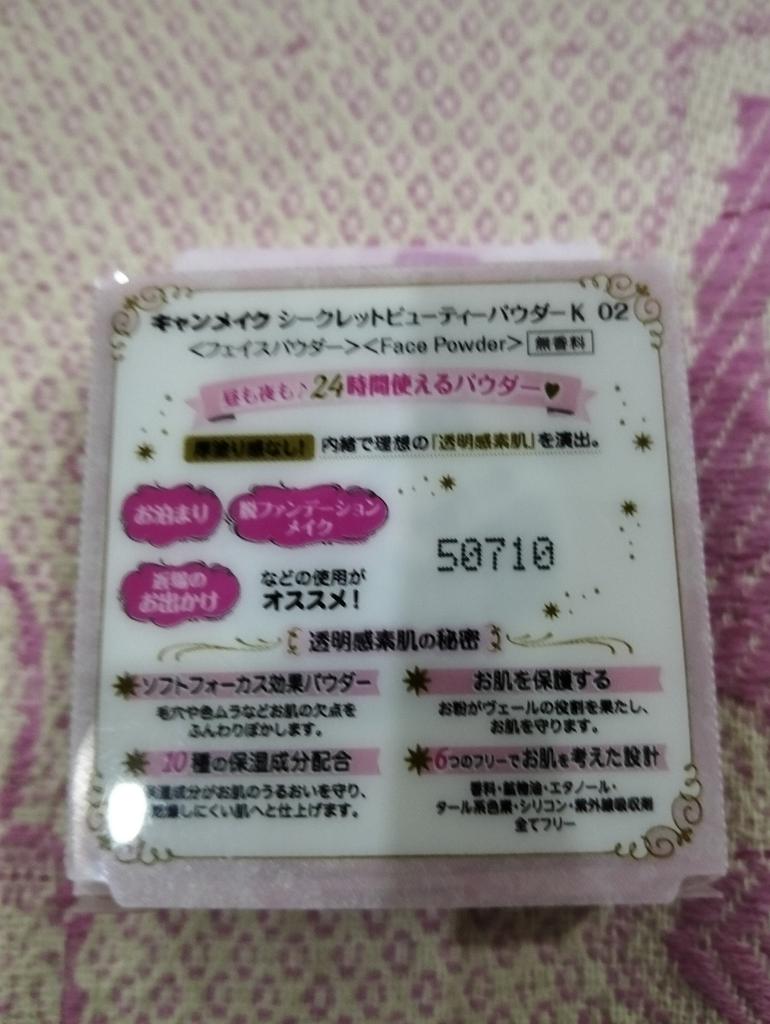 キャンメイク シークレットビューティーパウダーK 02
<フェイスパウダー><Face Powder> 無香料
昼も夜も♪24時間使えるパウダー♥
厚塗り感なし! 内緒で理想の「透明感素肌」を演出。
お泊まり
脱ファンデーション
メイク
近場の
お出かけ
などの使用が
オススメ!
50710
透明感素肌の秘密
ソフトフォーカス効果パウダー
毛穴や色ムラなどお肌の欠点を
ふんわりぼかします。
お肌を保護する
お粉がヴェールの役割を果たし、
お肌を守ります。
10種の保湿成分配合
保湿成分がお肌のうるおいを守り、
乾燥しにくい肌へと仕上げます。
6つのフリーでお肌を考えた設計
香料・鉱物油・エタノール・
タール系色素・シリコン・紫外線吸収剤
全てフリー